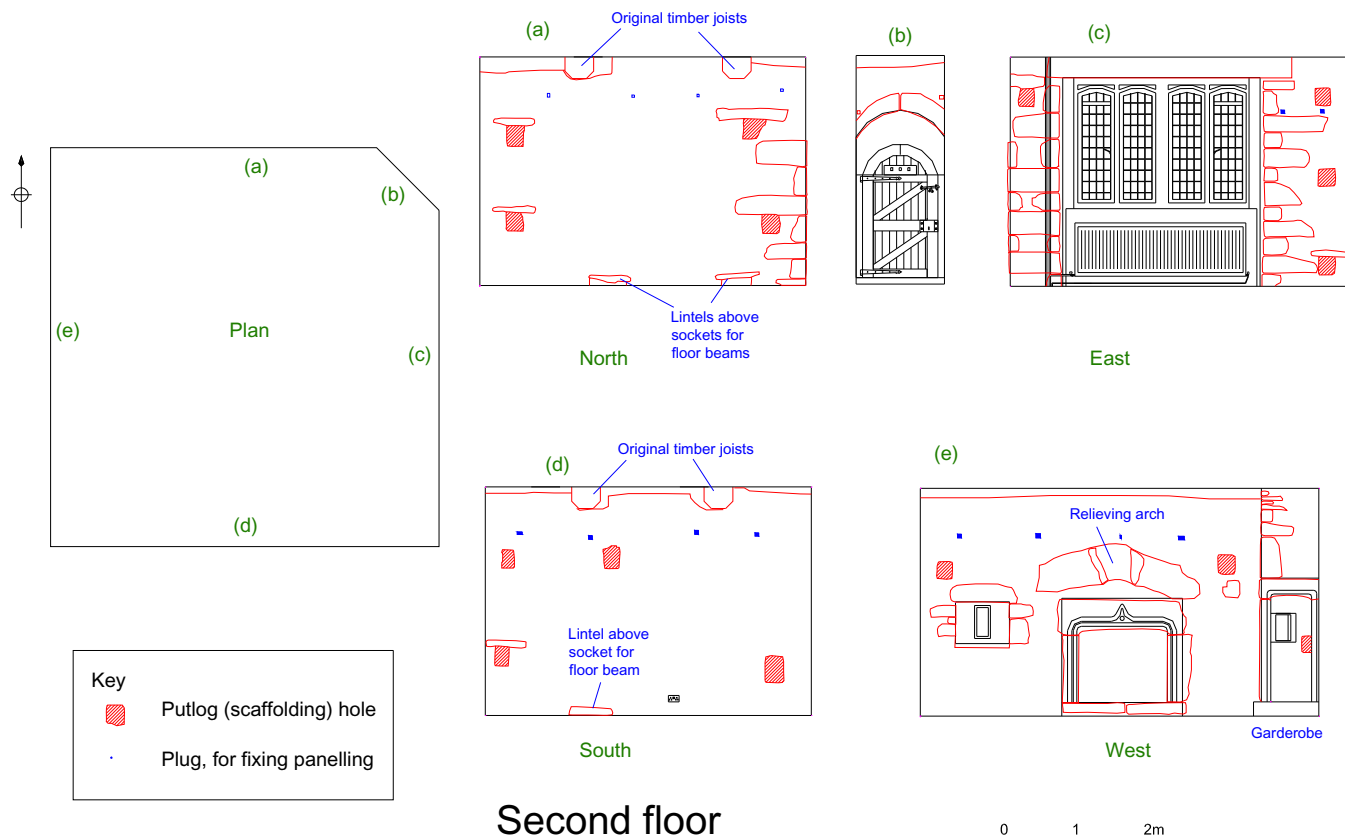 (a)
Original timber joists
(b)
(c)
(a)
(b)
(e)
Plan
(c)
(d)
Lintels above
sockets for
floor beams
North
East
(d)
Original timber joists
(e)
Relieving arch
Lintel above
socket for
floor beam
South
West
Garderobe
Key
Putlog (scaffolding) hole
Plug, for fixing panelling
Second floor
0 1 2m